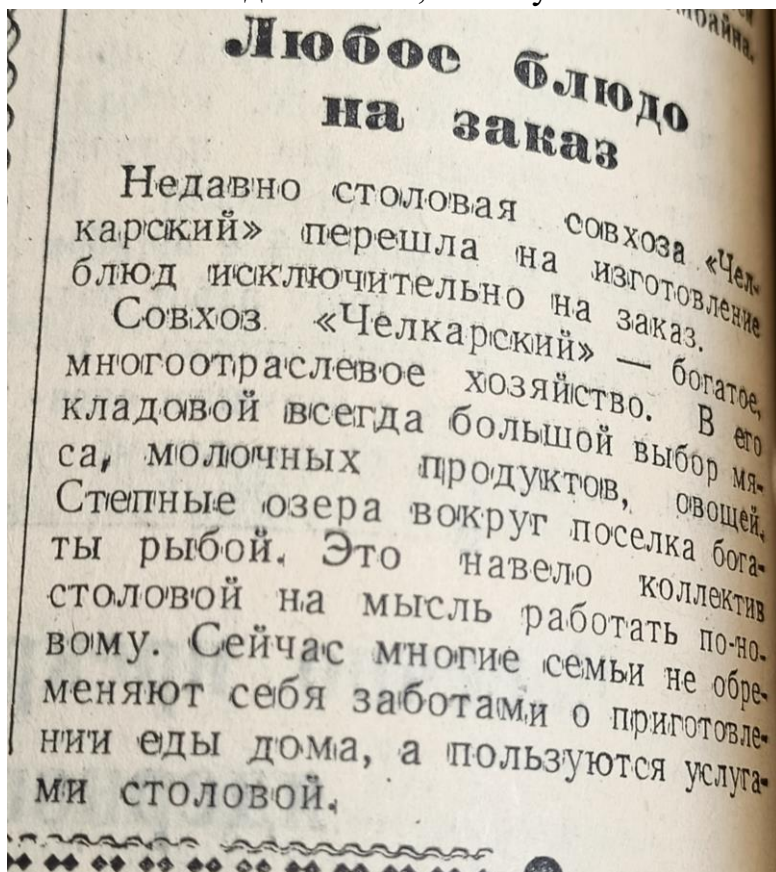 Любое блюдо
на заказ
Недавно столовая совхоза «Чел-
карский» перешла на изготовление
блюд исключительно на заказ.
Совхоз «Челкарский» — богатое,
многоотраслевое хозяйство. В его
кладовой всегда большой выбор мя-
са, молочных продуктов, овощей.
Степные озера вокруг поселка бога-
ты рыбой. Это навело коллектив
столовой на мысль работать по-но-
вому. Сейчас многие семьи не обре-
меняют себя заботами о приготовле-
нии еды дома, а пользуются услуга-
ми столовой.